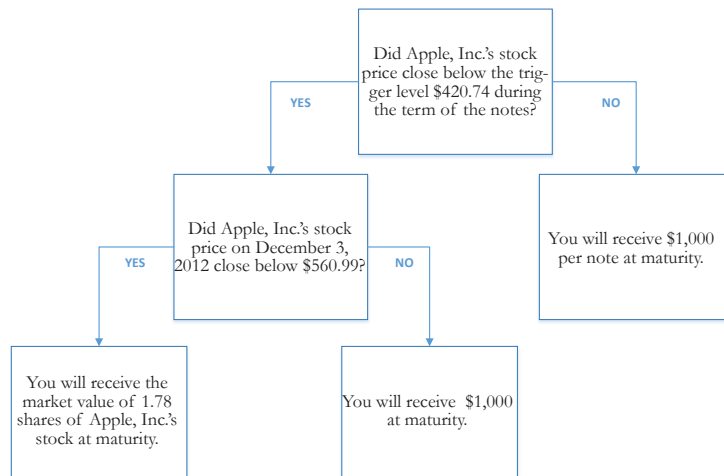 Did Apple, Inc.'s stock
price close below the trig-
ger level $420.74 during
the term of the notes?
YES
NO
Did Apple, Inc.'s stock
price on December 3,
2012 close below $560.99?
You will receive $1,000
per note at maturity.
YES
NO
You will receive the
market value of 1.78
shares of Apple, Inc.'s
stock at maturity.
You will receive $1,000
at maturity.